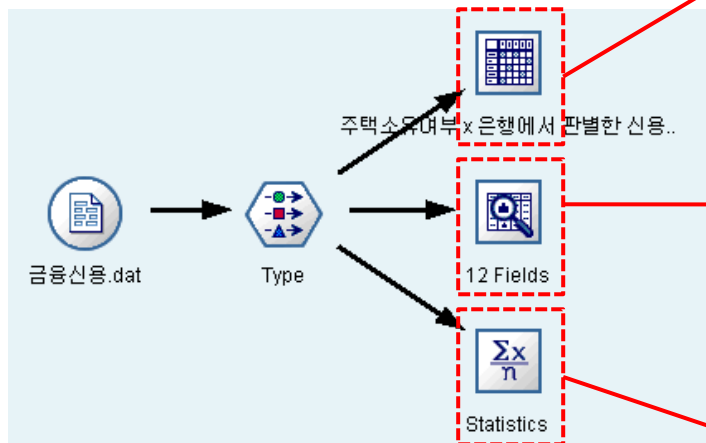 주택소유여부 x 은행에서 판별한 신용..
금융신용.dat
Type
12 Fields
Σx
n
Statistics